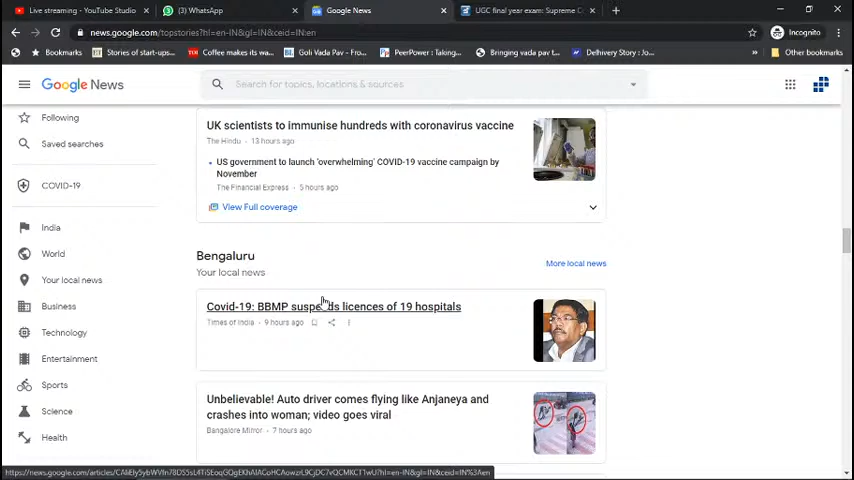 Live streaming - YouTube Studio
(3) WhatsApp
Google News
UGC final year exam: Supreme C
news.google.com/topstories?hl=en-IN&gl=IN&ceid=IN:en
Incognito
Bookmarks
Stories of start-ups...
Coffee makes its wa...
Goli Vada Pav – Fro...
PeerPower : Taking...
Bringing vada pav t...
Delhivery Story : Jo...
»
Other bookmarks
Google News
Search for topics, locations & sources
Following
Saved searches
COVID-19
India
World
Your local news
Business
Technology
Entertainment
Sports
Science
Health
UK scientists to immunise hundreds with coronavirus vaccine
The Hindu • 13 hours ago
• US government to launch 'overwhelming' COVID-19 vaccine campaign by
November
The Financial Express • 5 hours ago
View Full coverage
Bengaluru
Your local news
More local news
Covid-19: BBMP suspends licences of 19 hospitals
Times of India • 9 hours ago
Unbelievable! Auto driver comes flying like Anjaneya and
crashes into woman; video goes viral
Bangalore Mirror • 7 hours ago